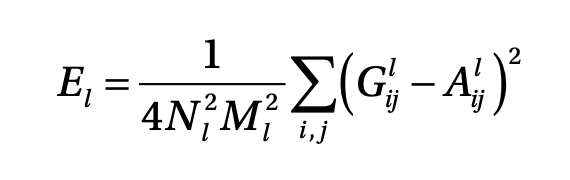 E_l = \frac{1}{4N_l^2 M_l^2} \sum_{i,j} \left( G_{ij}^l - A_{ij}^l \right)^2